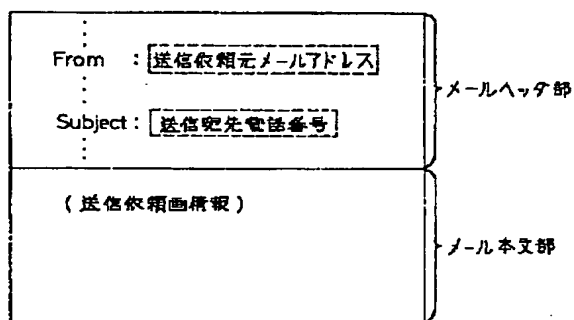 From : 送信依頼元メールアドレス
メールヘッダ部
Subject : 送信宛先電話番号
(送信依頼画情報)
メール本文部